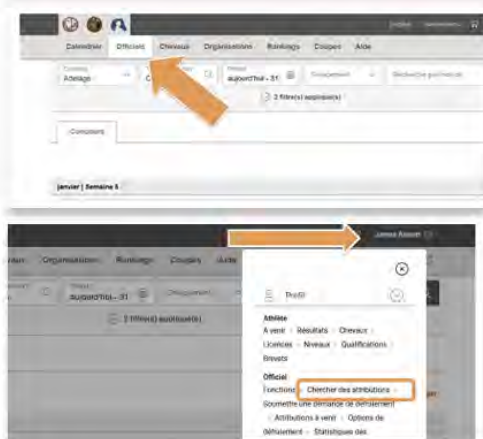 Calendrier Officiels Chevaux Organisations Rankings Coupes Aide
Attelage
aujourd'hui - 31
2 filtre(s) appliqué(s)
Concours
janvier | Semaine 5
Organisations Rankings Coupes
aujourd'hui - 31
2 filtre(s) appliqué(s)
Profil
Athlète
À venir Résultats Chevaux
Licences Niveaux Qualifications
Brevets
Officiel
Fonctions Chercher des attributions
Soumettre une demande de défraiement
Attributions à venir Options de
défraiement Statistiques des